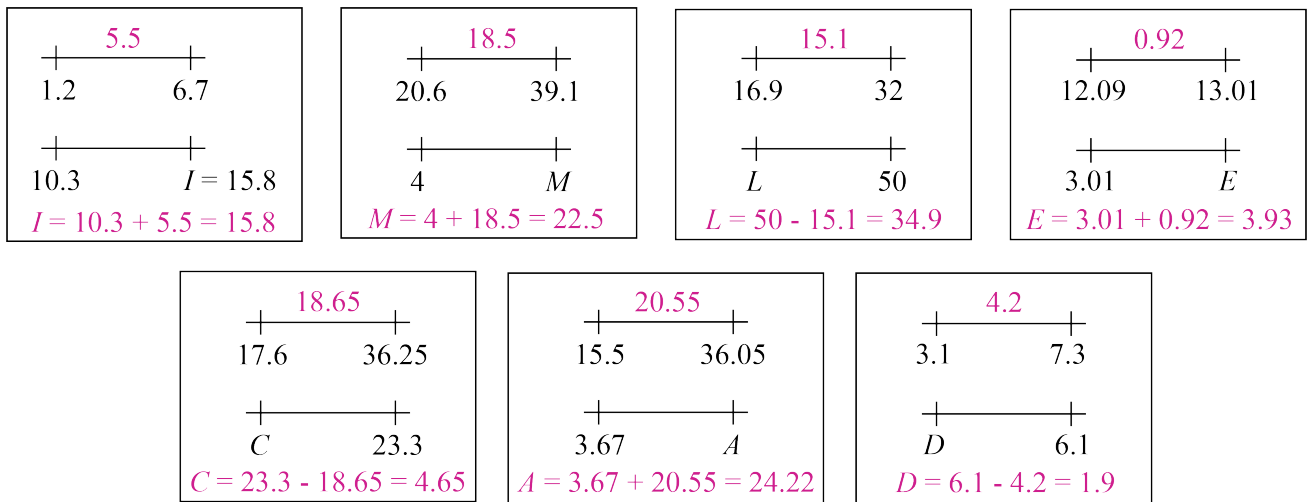 5.5
1.2 6.7
10.3 I = 15.8
I = 10.3 + 5.5 = 15.8
18.5
20.6 39.1
4 M
M = 4 + 18.5 = 22.5
15.1
16.9 32
L 50
L = 50 - 15.1 = 34.9
0.92
12.09 13.01
3.01 E
E = 3.01 + 0.92 = 3.93
18.65
17.6 36.25
C 23.3
C = 23.3 - 18.65 = 4.65
20.55
15.5 36.05
3.67 A
A = 3.67 + 20.55 = 24.22
4.2
3.1 7.3
D 6.1
D = 6.1 - 4.2 = 1.9